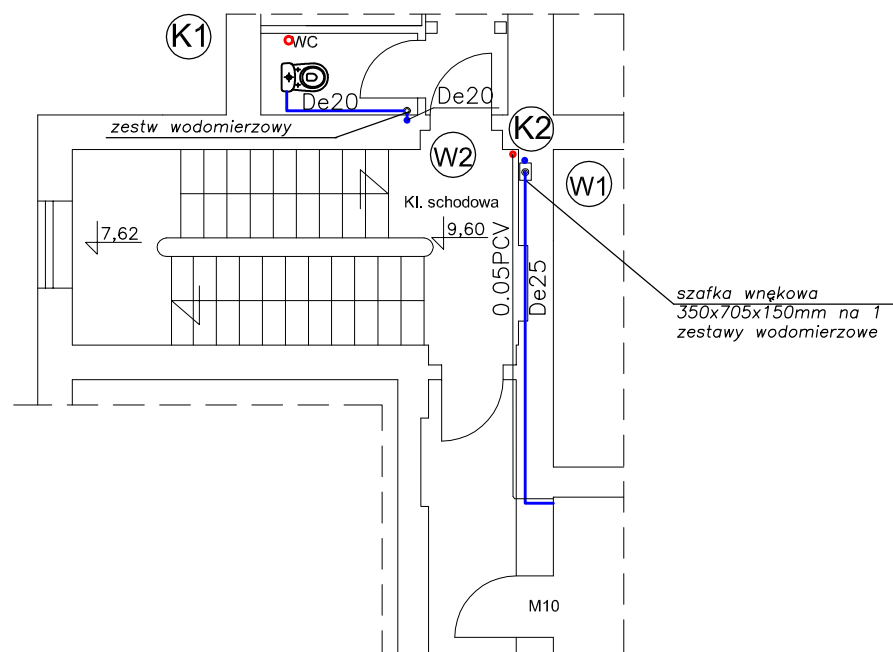 K1
WC
De20
De20
zestw wodomierzowy
K2
W2
W1
Kl. schodowa
7,62
9,60
0.05PCV
De25
szafka wnękowa
350x705x150mm na 1
zestawy wodomierzowe
M10